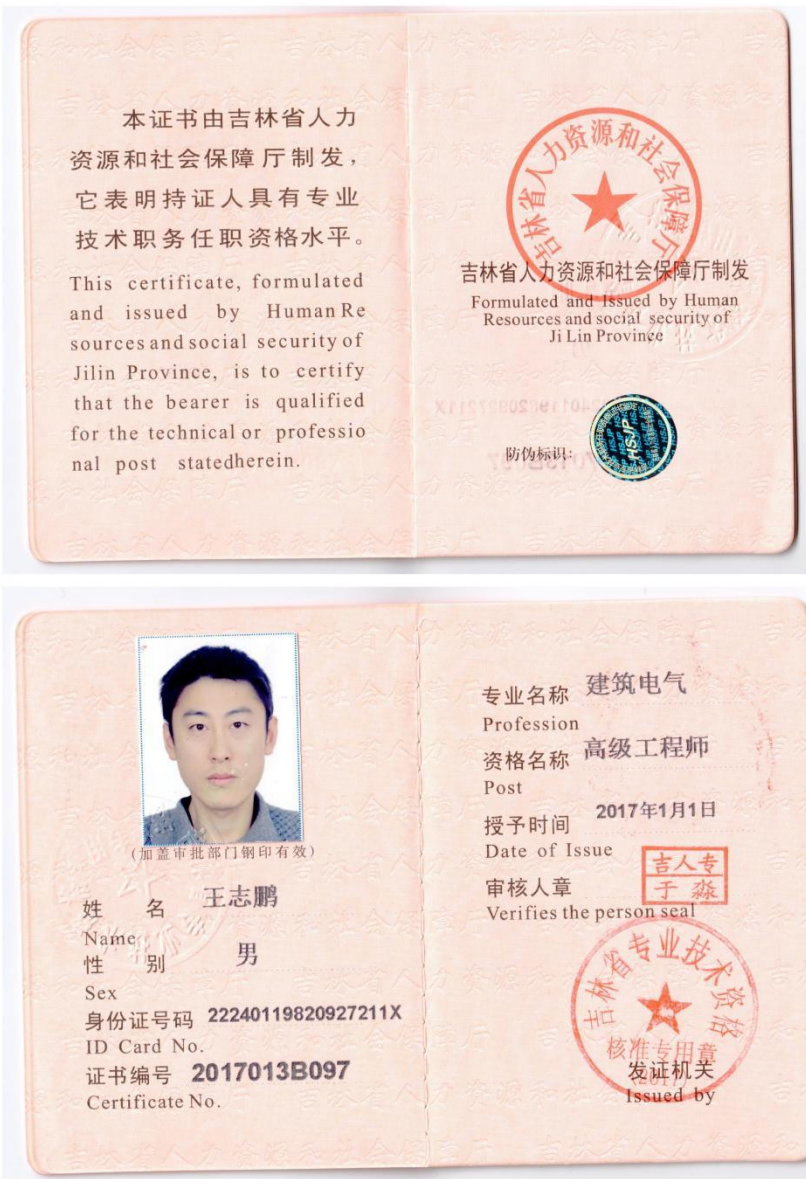 本证书由吉林省人力
资源和社会保障厅制发，
它表明持证人具有专业
技术职务任职资格水平。
This certificate, formulated
and issued by Human Re
sources and social security of
Jilin Province, is to certify
that the bearer is qualified
for the technical or professio
nal post statedherein.
吉林省人力资源和社会保障厅
吉林省人力资源和社会保障厅制发
Formulated and Issued by Human
Resources and social security of
Ji Lin Province
防伪标识:
HSJP
(加盖审批部门钢印有效)
姓 名 王志鹏
Name
性 别 男
Sex
身份证号码 22240119820927211X
ID Card No.
证书编号 2017013B097
Certificate No.
专业名称 建筑电气
Profession
资格名称 高级工程师
Post
授予时间 2017年1月1日
Date of Issue
吉人专
于淼
审核人章
Verifies the person seal
吉林省专业技术资格
核准专用章
(2017)
发证机关
Issued by